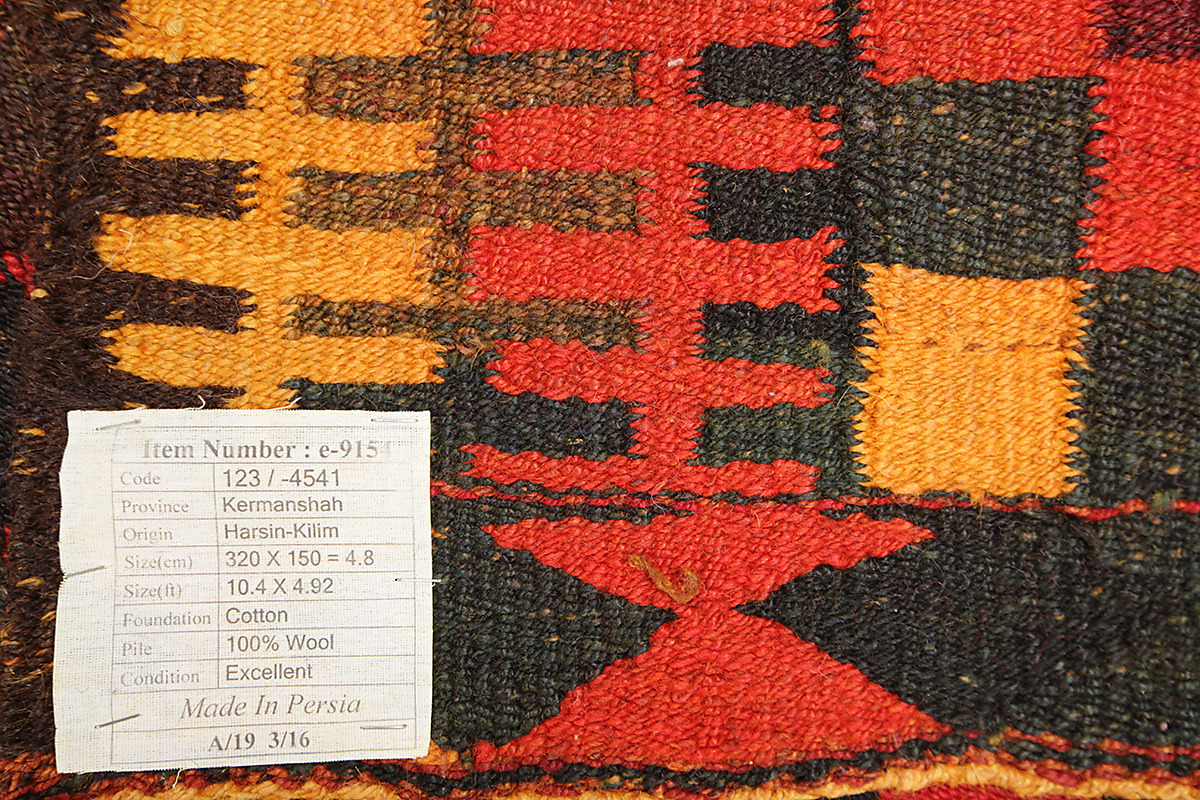 Item Number : e-9154
Code 123 / -4541
Province Kermanshah
Origin Harsin-Kilim
Size(cm) 320 X 150 = 4.8
Size(ft) 10.4 X 4.92
Foundation Cotton
Pile 100% Wool
Condition Excellent
Made In Persia
A/19 3/16